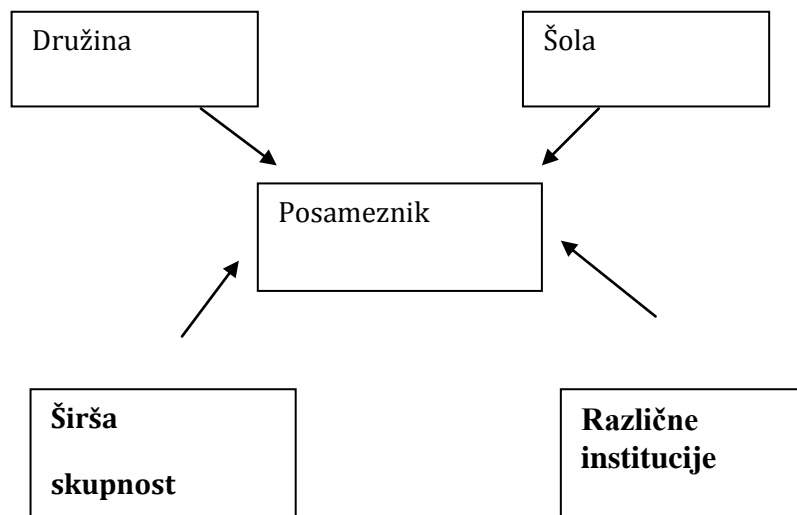 Družina
Šola
Posameznik
Širša
skupnost
Različne
institucije